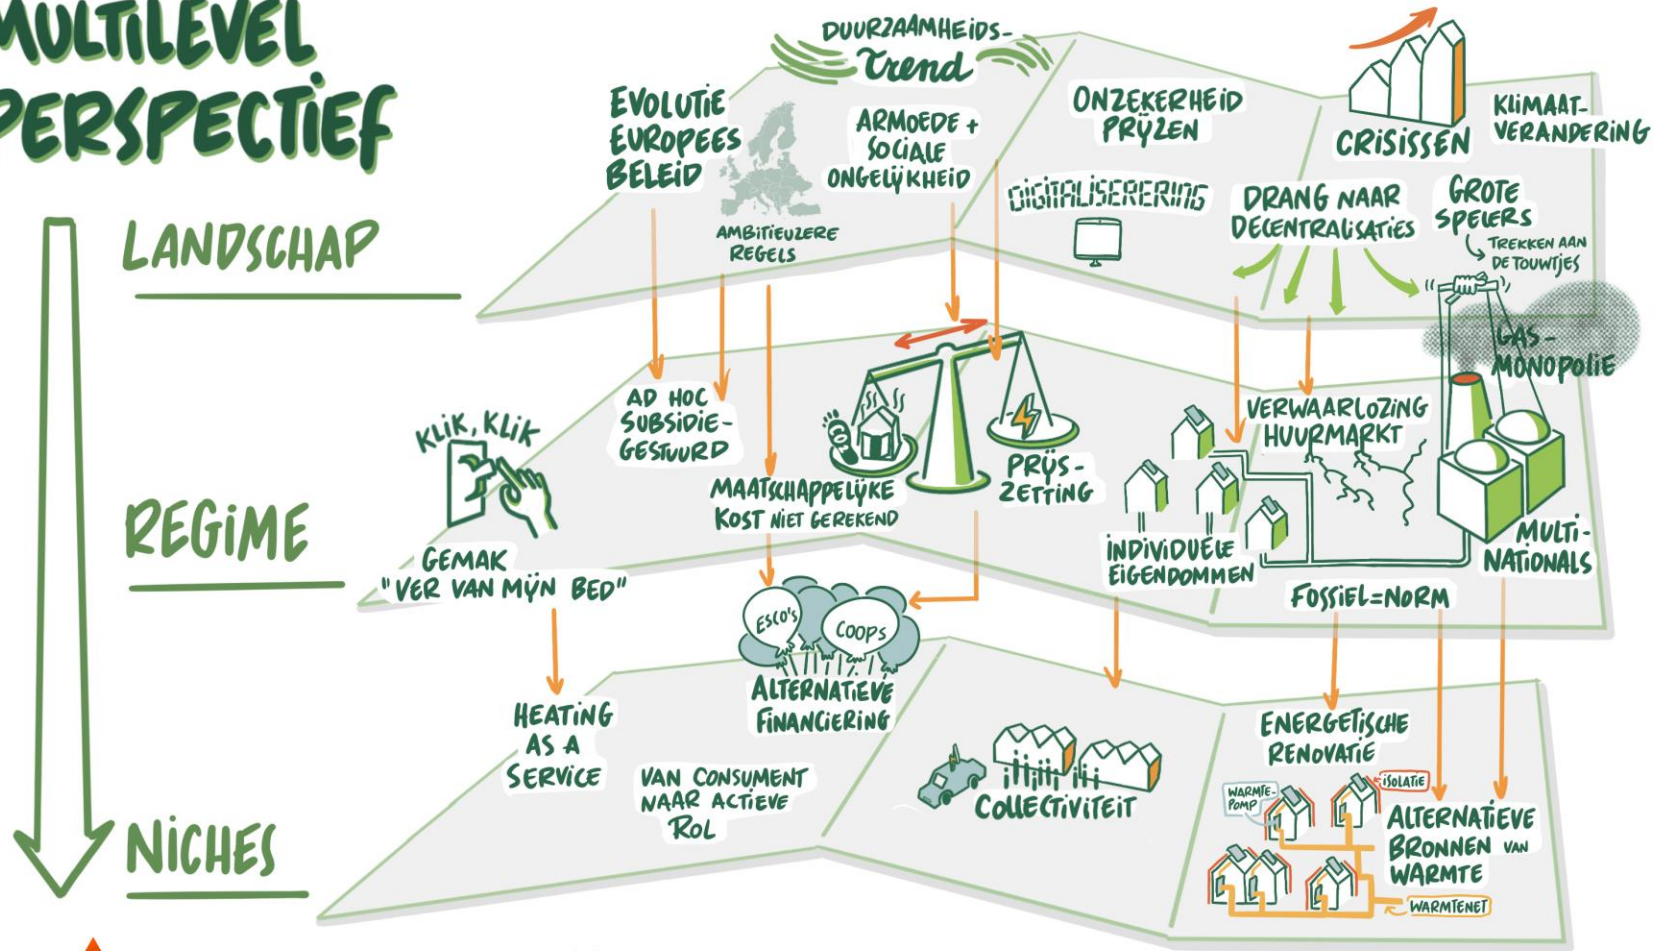 MULTILEVEL
PERSPECTIEF
LANDSCHAP
DUURZAAMHEIDS-
Trend
EVOLUTIE
EUROPEES
BELEID
AMBITIEUZERE
REGELS
ARMOEDE +
SOCIALE
ONGELIJKHEID
ONZEKERHEID
PRIJZEN
DIGITALISERERING
CRISISSEN
KLIMAAT-
VERANDERING
DRANG NAAR
DECENTRALISATIES
GROTE
SPELERS
TREKKEN AAN
DE TOUWTJES
REGIME
KLIK, KLIK
GEMAK
"VER VAN MIJN BED"
AD HOC
SUBSIDIE-
GESTUURD
MAATSCHAPPELIJKE
KOST NIET GEREKEND
PRIJS-
ZETTING
INDIVIDUELE
EIGENDOMMEN
VERWAARLOZING
HUURMARKT
GAS-
MONOPOLIE
MULTI-
NATIONALS
FOSSIEL=NORM
NICHES
HEATING
AS A
SERVICE
ESCO'S
COOPS
ALTERNATIEVE
FINANCIERING
VAN CONSUMENT
NAAR ACTIEVE
ROL
COLLECTIVITEIT
ENERGETISCHE
RENOVATIE
WARMTE-
POMP
ISOLATIE
ALTERNATIEVE
BRONNEN VAN
WARMTE
WARMTENET